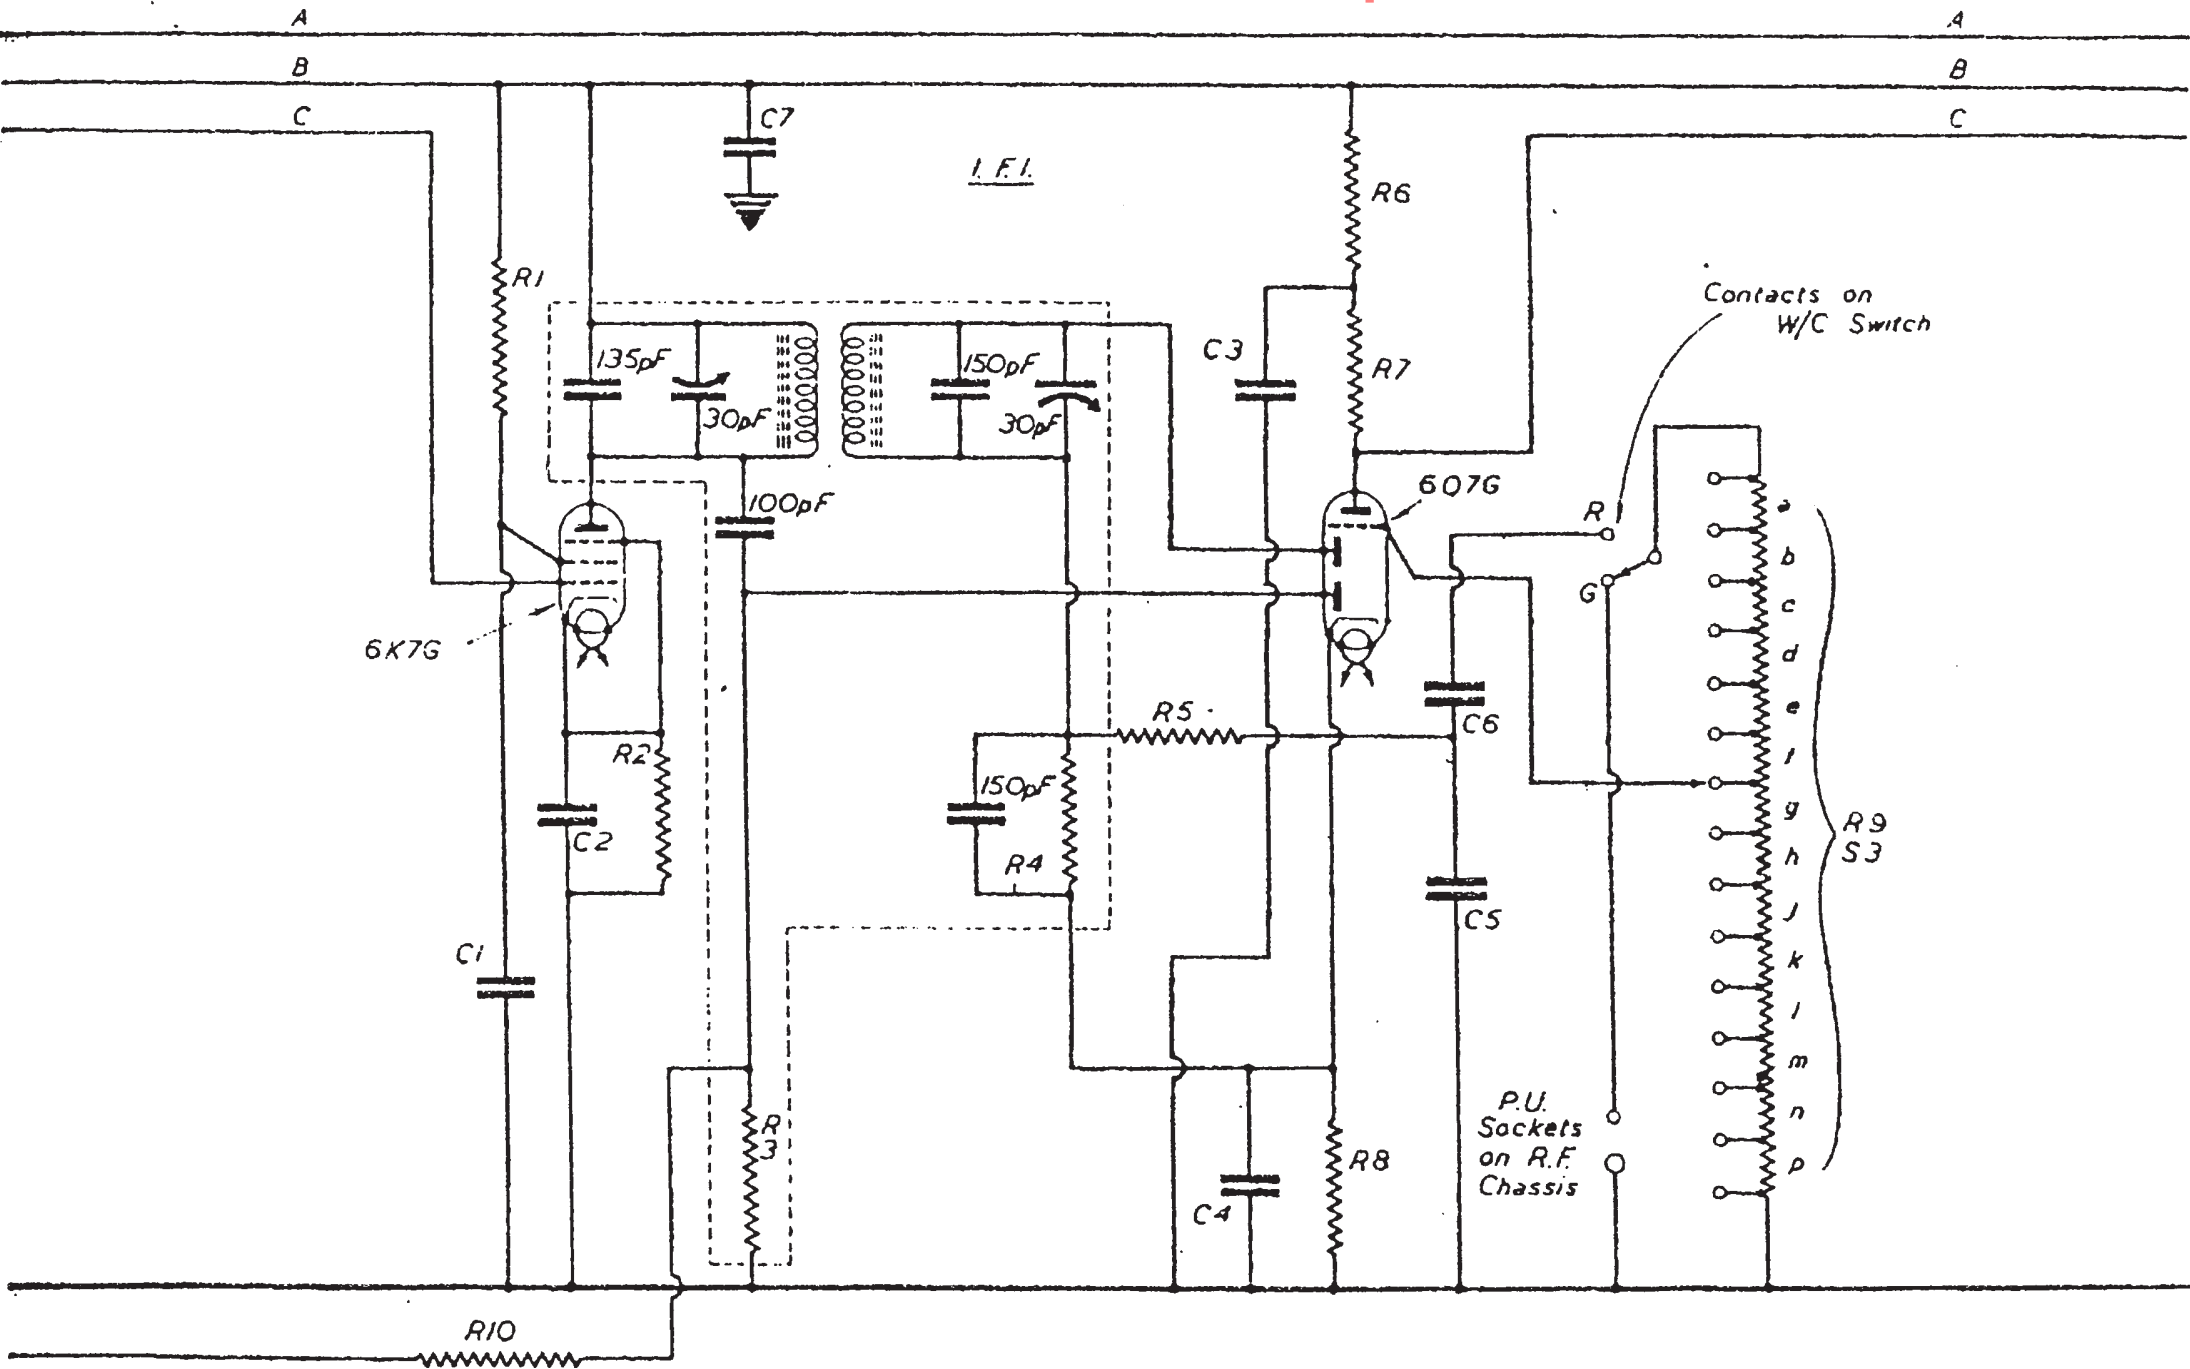 A
A
B
B
C
C
C7
I.F.I.
R6
R1
Contacts on
W/C Switch
135pF
30pF
150pF
30pF
C3
R7
100pF
6Q7G
R
a
b
G
c
6K7G
d
R5
e
C6
R2
f
150pF
g
C2
R4
h
R9
S3
j
C5
C1
k
l
m
P.U.
Sockets
on R.F.
Chassis
n
R
3
R8
p
C4
R10